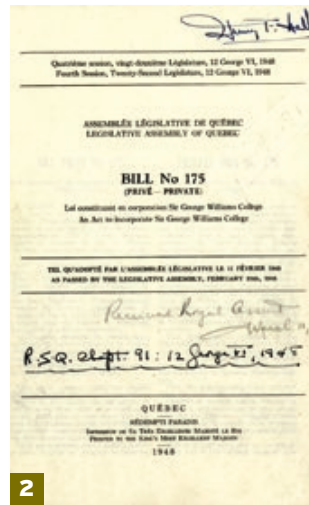 Henry F. Hall
Quatrième session, vingt-deuxième Législature, 12 George VI, 1948
Fourth Session, Twenty-Second Legislature, 12 George VI, 1948
ASSEMBLÉE LÉGISLATIVE DE QUÉBEC
LEGISLATIVE ASSEMBLY OF QUEBEC
BILL No 175
(PRIVÉ — PRIVATE)
Loi constituant en corporation Sir George Williams College
An Act to incorporate Sir George Williams College
TEL QU'ADOPTÉ PAR L'ASSEMBLÉE LÉGISLATIVE LE FÉVRIER 1948
AS PASSED BY THE LEGISLATIVE ASSEMBLY, FEBRUARY 1948
Received Royal Assent
R.S.Q. Chapt. 91: 12 George VI, 1948
QUÉBEC
RÉDEMPTI PARADIS
IMPRIMEUR DE SA TRÈS EXCELLENTE MAJESTÉ LE ROI
PRINTER TO THE KING'S MOST EXCELLENT MAJESTY
1948
2